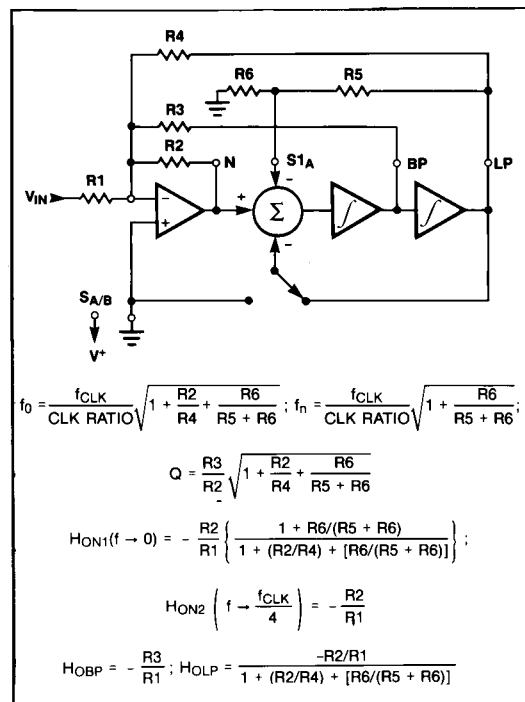 R4
R6 R5
R3
R2 N S1A BP LP
VIN R1 − + + − Σ − ∫ ∫
SA/B
V+
f0 = fCLK / CLK RATIO √(1 + R2/R4 + R6/(R5 + R6)) ; fn = fCLK / CLK RATIO √(1 + R6/(R5 + R6)) ;
Q = R3/R2 √(1 + R2/R4 + R6/(R5 + R6))
HON1(f → 0) = − R2/R1 { 1 + R6/(R5 + R6) / 1 + (R2/R4) + [R6/(R5 + R6)] } ;
HON2 ( f → fCLK/4 ) = − R2/R1
HOBP = − R3/R1 ; HOLP = −R2/R1 / 1 + (R2/R4) + [R6/(R5 + R6)]